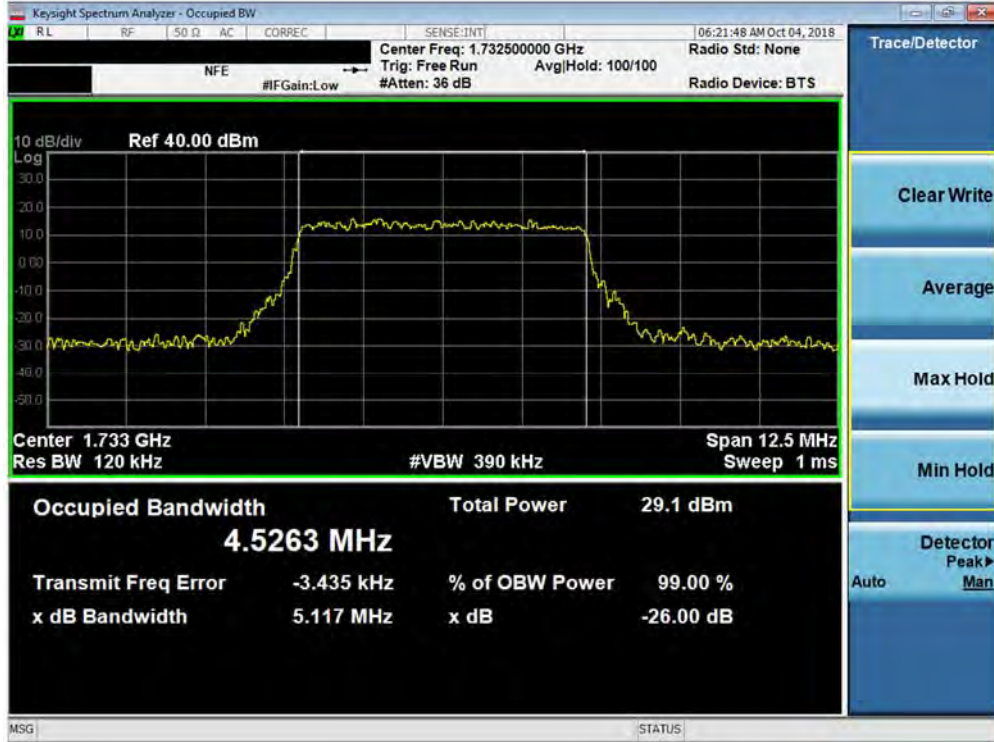 Keysight Spectrum Analyzer - Occupied BW
LXI RL RF 50 Ω AC CORREC SENSE:INT 06:21:48 AM Oct 04, 2018
Center Freq: 1.732500000 GHz Radio Std: None
NFE Trig: Free Run Avg|Hold: 100/100
#IFGain:Low #Atten: 36 dB Radio Device: BTS
10 dB/div Ref 40.00 dBm
Log
30.0
20.0
10.0
0.00
-10.0
-20.0
-30.0
-40.0
-50.0
Center 1.733 GHz Span 12.5 MHz
Res BW 120 kHz #VBW 390 kHz Sweep 1 ms
Occupied Bandwidth Total Power 29.1 dBm
4.5263 MHz
Transmit Freq Error -3.435 kHz % of OBW Power 99.00 %
x dB Bandwidth 5.117 MHz x dB -26.00 dB
MSG STATUS
Trace/Detector
Clear Write
Average
Max Hold
Min Hold
Detector
Peak▶
Auto Man